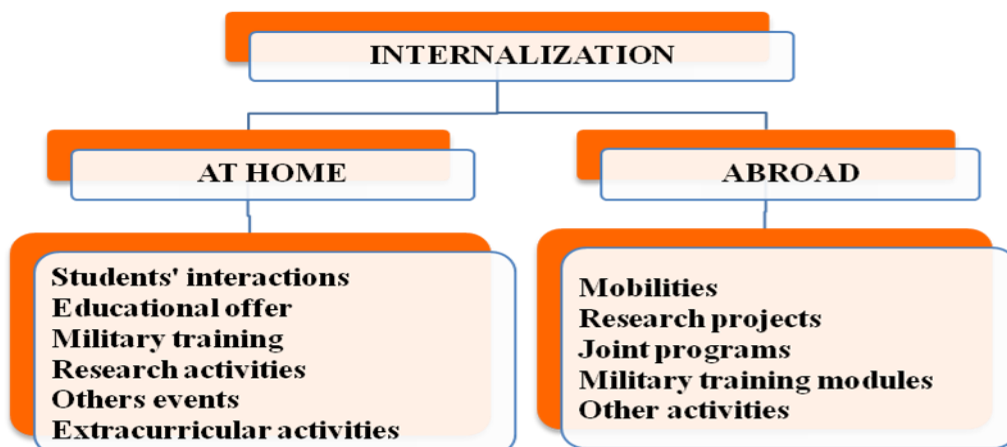 INTERNALIZATION
AT HOME
ABROAD
Students' interactions
Educational offer
Military training
Research activities
Others events
Extracurricular activities
Mobilities
Research projects
Joint programs
Military training modules
Other activities